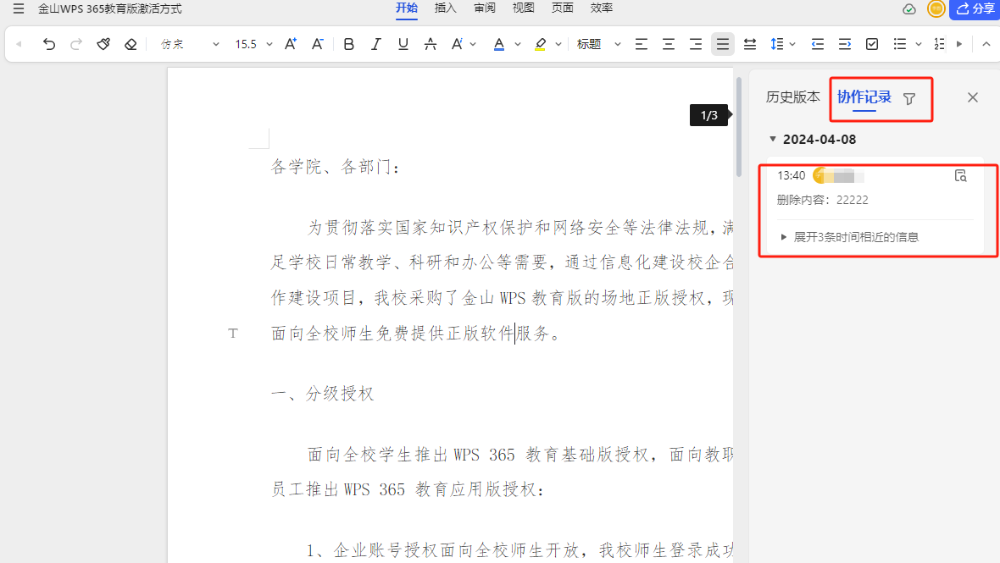 金山WPS 365教育版激活方式
开始 插入 审阅 视图 页面 效率
分享
仿宋 15.5 A+ A- B I U A A A 标题
1/3
历史版本 协作记录
2024-04-08
13:40
删除内容：22222
展开3条时间相近的信息
各学院、各部门：
为贯彻落实国家知识产权保护和网络安全等法律法规，满
足学校日常教学、科研和办公等需要，通过信息化建设校企合
作建设项目，我校采购了金山 WPS 教育版的场地正版授权，现
面向全校师生免费提供正版软件服务。
一、分级授权
面向全校学生推出 WPS 365 教育基础版授权，面向教职
员工推出 WPS 365 教育应用版授权：
1、企业账号授权面向全校师生开放，我校师生登录成功